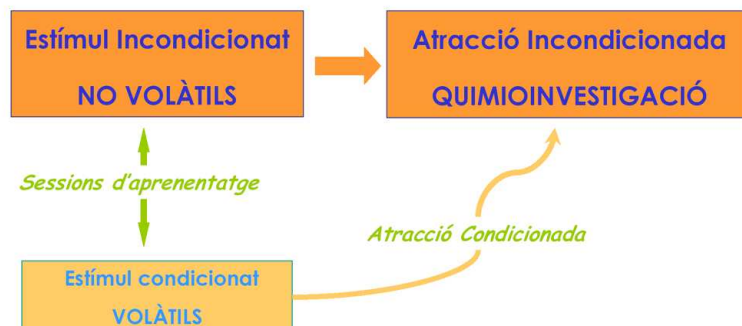 Estímul Incondicionat
NO VOLÀTILS
Atracció Incondicionada
QUIMIOINVESTIGACIÓ
Sessions d'aprenentatge
Atracció Condicionada
Estímul condicionat
VOLÀTILS